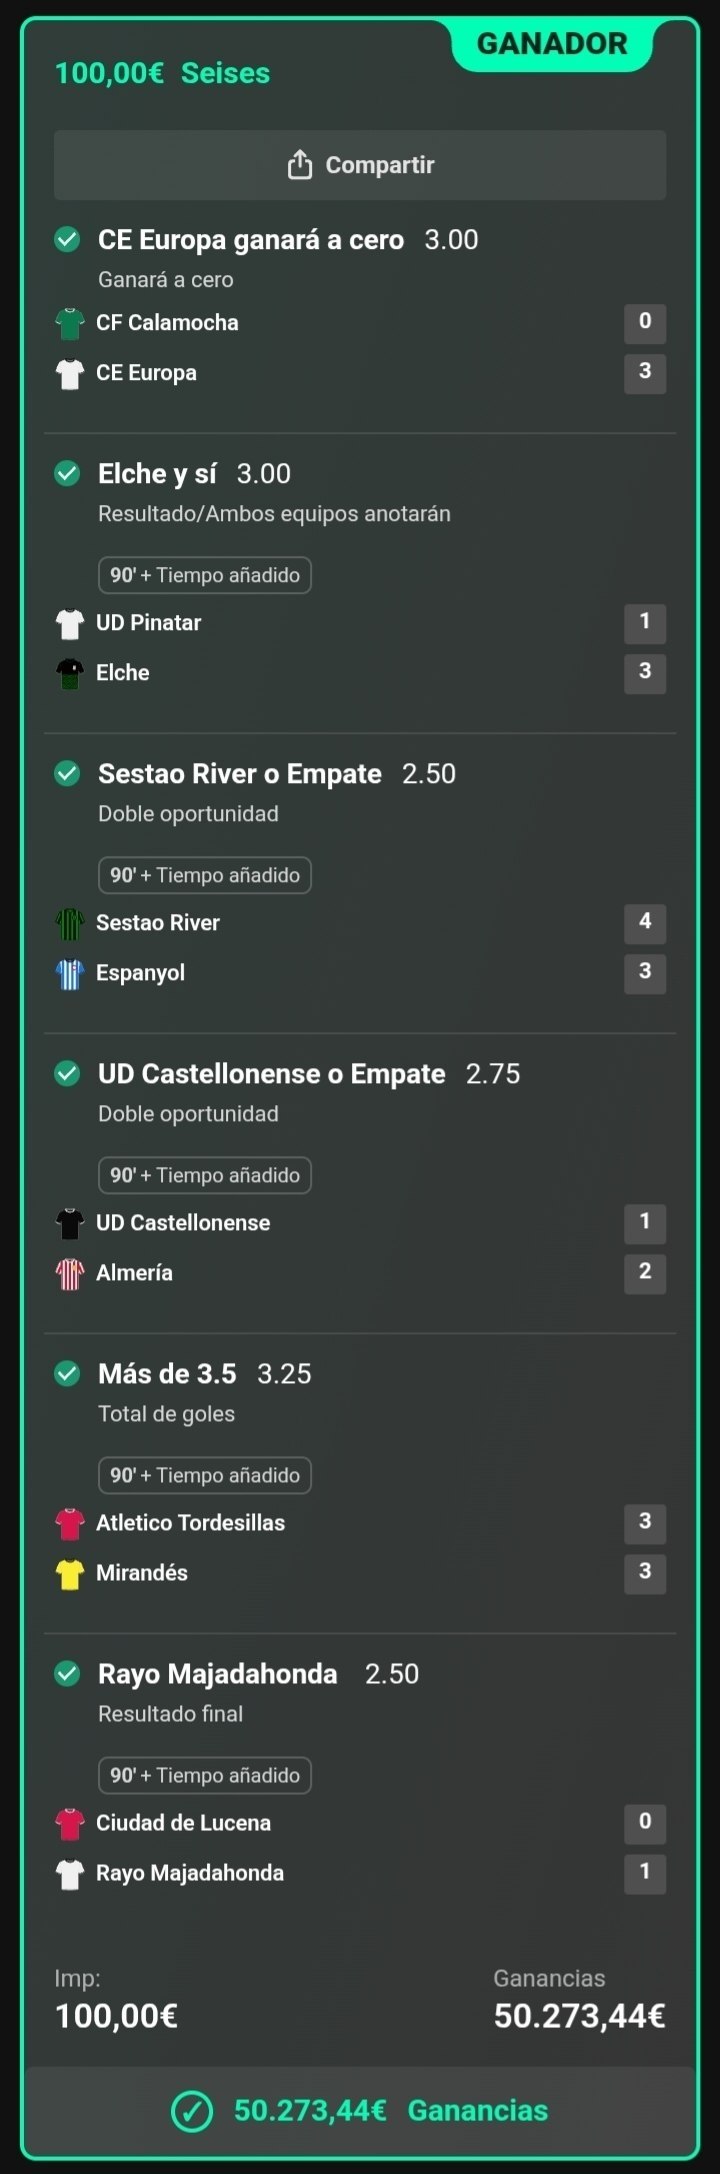 GANADOR
100,00€ Seises
Compartir
CE Europa ganará a cero 3.00
Ganará a cero
CF Calamocha 0
CE Europa 3
Elche y sí 3.00
Resultado/Ambos equipos anotarán
90' + Tiempo añadido
UD Pinatar 1
Elche 3
Sestao River o Empate 2.50
Doble oportunidad
90' + Tiempo añadido
Sestao River 4
Espanyol 3
UD Castellonense o Empate 2.75
Doble oportunidad
90' + Tiempo añadido
UD Castellonense 1
Almería 2
Más de 3.5 3.25
Total de goles
90' + Tiempo añadido
Atletico Tordesillas 3
Mirandés 3
Rayo Majadahonda 2.50
Resultado final
90' + Tiempo añadido
Ciudad de Lucena 0
Rayo Majadahonda 1
Imp: Ganancias
100,00€ 50.273,44€
50.273,44€ Ganancias